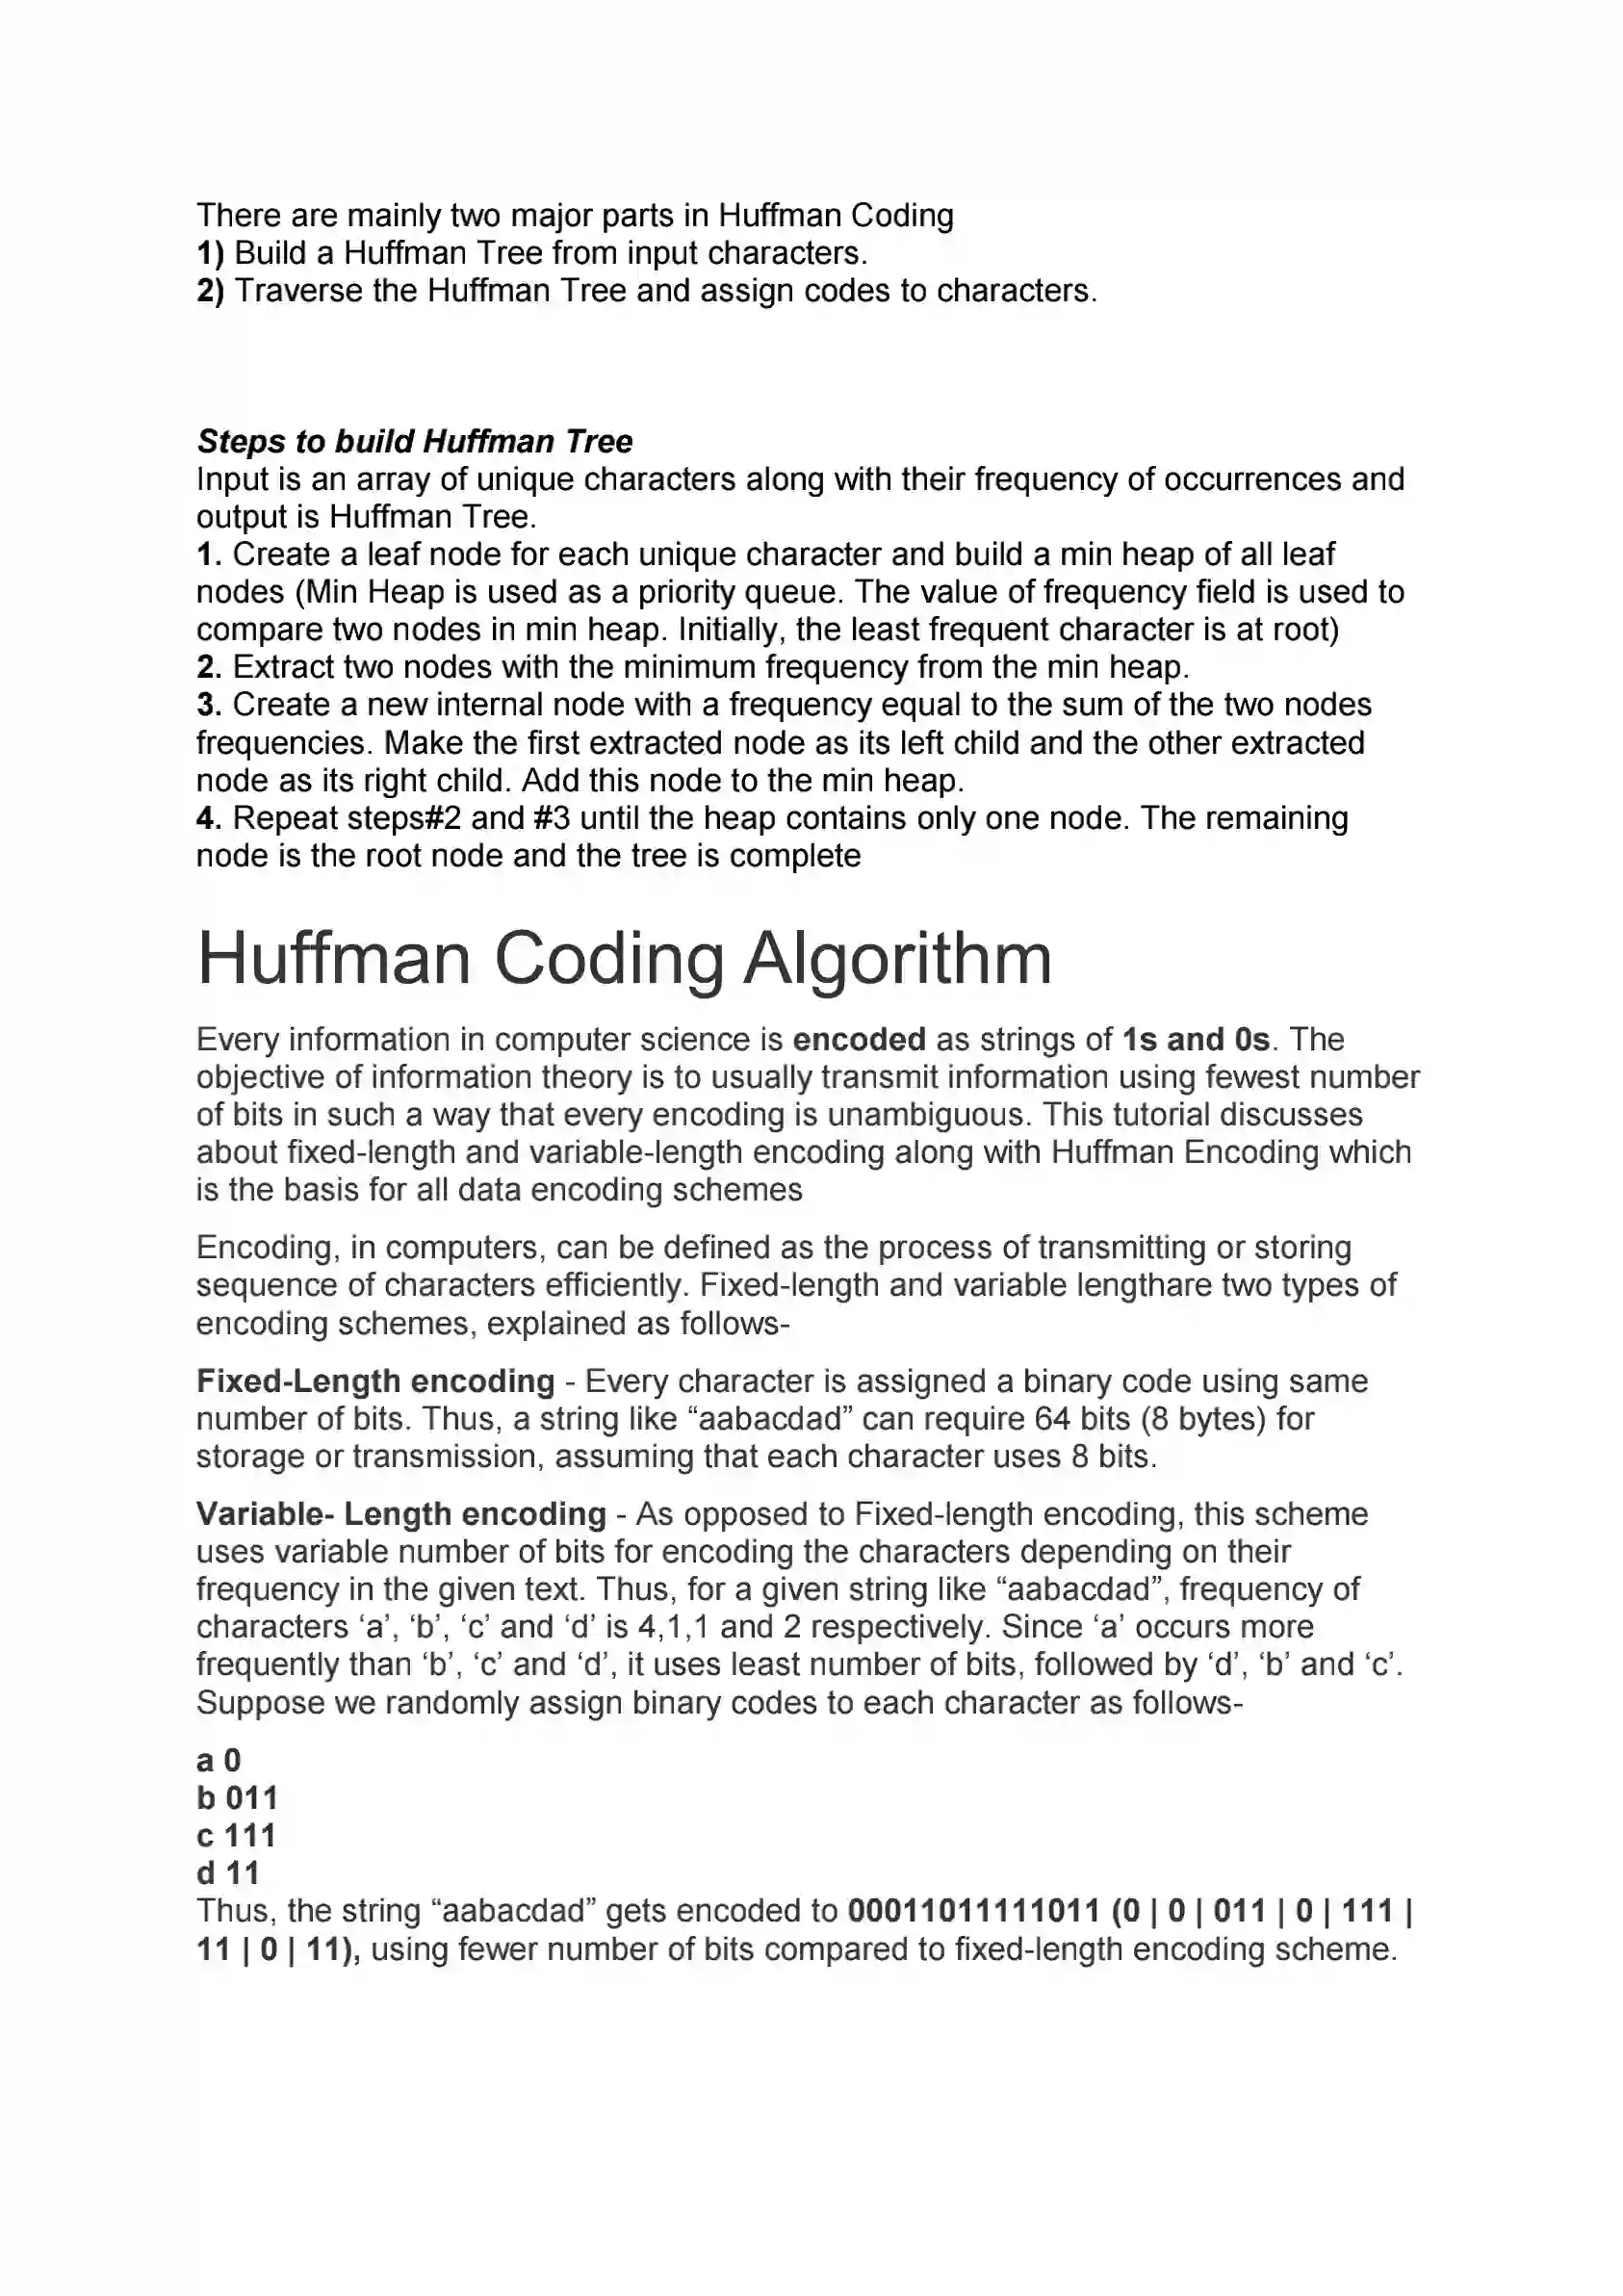 There are mainly two major parts in Huffman Coding
1) Build a Huffman Tree from input characters.
2) Traverse the Huffman Tree and assign codes to characters.
Steps to build Huffman Tree
Input is an array of unique characters along with their frequency of occurrences and
output is Huffman Tree.
1. Create a leaf node for each unique character and build a min heap of all leaf
nodes (Min Heap is used as a priority queue. The value of frequency field is used to
compare two nodes in min heap. Initially, the least frequent character is at root)
2. Extract two nodes with the minimum frequency from the min heap.
3. Create a new internal node with a frequency equal to the sum of the two nodes
frequencies. Make the first extracted node as its left child and the other extracted
node as its right child. Add this node to the min heap.
4. Repeat steps#2 and #3 until the heap contains only one node. The remaining
node is the root node and the tree is complete
Huffman Coding Algorithm
Every information in computer science is encoded as strings of 1s and 0s. The
objective of information theory is to usually transmit information using fewest number
of bits in such a way that every encoding is unambiguous. This tutorial discusses
about fixed-length and variable-length encoding along with Huffman Encoding which
is the basis for all data encoding schemes
Encoding, in computers, can be defined as the process of transmitting or storing
sequence of characters efficiently. Fixed-length and variable lengthare two types of
encoding schemes, explained as follows-
Fixed-Length encoding - Every character is assigned a binary code using same
number of bits. Thus, a string like “aabacdad” can require 64 bits (8 bytes) for
storage or transmission, assuming that each character uses 8 bits.
Variable- Length encoding - As opposed to Fixed-length encoding, this scheme
uses variable number of bits for encoding the characters depending on their
frequency in the given text. Thus, for a given string like “aabacdad”, frequency of
characters ‘a’, ‘b’, ‘c’ and ‘d’ is 4,1,1 and 2 respectively. Since ‘a’ occurs more
frequently than ‘b’, ‘c’ and ‘d’, it uses least number of bits, followed by ‘d’, ‘b’ and ‘c’.
Suppose we randomly assign binary codes to each character as follows-
a 0
b 011
c 111
d 11
Thus, the string “aabacdad” gets encoded to 00011011111011 (0 | 0 | 011 | 0 | 111 |
11 | 0 | 11), using fewer number of bits compared to fixed-length encoding scheme.